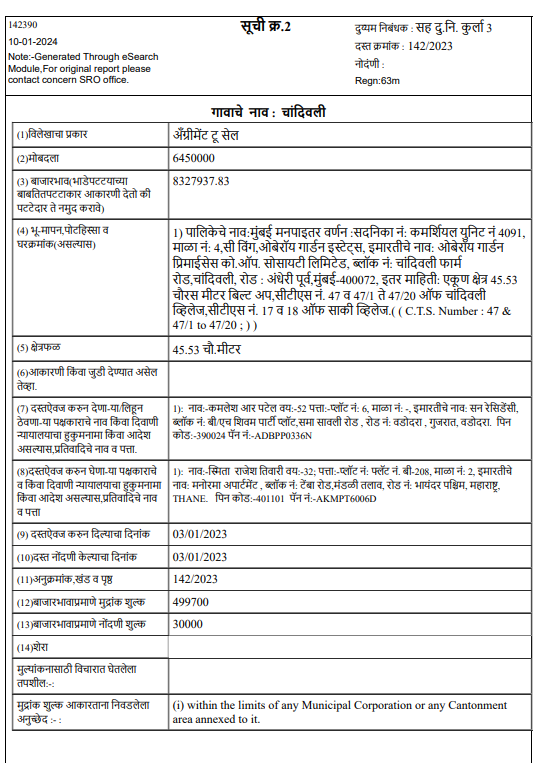 142390
10-01-2024
Note:-Generated Through eSearch
Module,For original report please
contact concern SRO office.
सूची क्र.2
दुय्यम निबंधक : सह दु.नि. कुर्ला 3
दस्त क्रमांक : 142/2023
नोदंणी :
Regn:63m
गावाचे नाव : चांदिवली
(1)विलेखाचा प्रकार
अँग्रीमेंट टू सेल
(2)मोबदला
6450000
(3) बाजारभाव(भाडेपटटयाच्या
बाबतितपटटाकार आकारणी देतो की
पटटेदार ते नमुद करावे)
8327937.83
(4) भू-मापन,पोटहिस्सा व
घरक्रमांक(असल्यास)
1) पालिकेचे नाव:मुंबई मनपाइतर वर्णन :सदनिका नं: कमर्शियल युनिट नं 4091,
माळा नं: 4,सी विंग,ओबेरॉय गार्डन इस्टेट्स, इमारतीचे नाव: ओबेरॉय गार्डन
प्रिमाईसेस को.ऑप. सोसायटी लिमिटेड, ब्लॉक नं: चांदिवली फार्म
रोड,चांदिवली, रोड : अंधेरी पूर्व,मुंबई-400072, इतर माहिती: एकूण क्षेत्र 45.53
चौरस मीटर बिल्ट अप,सीटीएस नं. 47 व 47/1 ते 47/20 ऑफ चांदिवली
व्हिलेज,सीटीएस नं. 17 व 18 ऑफ साकी व्हिलेज.( ( C.T.S. Number : 47 &
47/1 to 47/20 ; ) )
(5) क्षेत्रफळ
45.53 चौ.मीटर
(6)आकारणी किंवा जुडी देण्यात असेल
तेव्हा.
(7) दस्तऐवज करुन देणा-या/लिहून
ठेवणा-या पक्षकाराचे नाव किंवा दिवाणी
न्यायालयाचा हुकुमनामा किंवा आदेश
असल्यास,प्रतिवादिचे नाव व पत्ता.
1): नाव:-कमलेश आर पटेल वय:-52 पत्ता:-प्लॉट नं: 6, माळा नं: -, इमारतीचे नाव: सन रेसिडेंसी,
ब्लॉक नं: बी/एच शिवम पार्टी प्लॉट,समा सावली रोड , रोड नं: वडोदरा , गुजरात, वडोदरा. पिन
कोड:-390024 पॅन नं:-ADBPP0336N
(8)दस्तऐवज करुन घेणा-या पक्षकाराचे
व किंवा दिवाणी न्यायालयाचा हुकुमनामा
किंवा आदेश असल्यास,प्रतिवादिचे नाव
व पत्ता
1): नाव:-स्मिता राजेश तिवारी वय:-32; पत्ता:-प्लॉट नं: फ्लॅट नं. बी-208, माळा नं: 2, इमारतीचे
नाव: मनोरमा अपार्टमेंट , ब्लॉक नं: टेंबा रोड,मंडळी तलाव, रोड नं: भायंदर पश्चिम, महाराष्ट्र,
THANE. पिन कोड:-401101 पॅन नं:-AKMPT6006D
(9) दस्तऐवज करुन दिल्याचा दिनांक
03/01/2023
(10)दस्त नोंदणी केल्याचा दिनांक
03/01/2023
(11)अनुक्रमांक,खंड व पृष्ठ
142/2023
(12)बाजारभावाप्रमाणे मुद्रांक शुल्क
499700
(13)बाजारभावाप्रमाणे नोंदणी शुल्क
30000
(14)शेरा
मुल्यांकनासाठी विचारात घेतलेला
तपशील:-:
मुद्रांक शुल्क आकारताना निवडलेला
अनुच्छेद :- :
(i) within the limits of any Municipal Corporation or any Cantonment
area annexed to it.